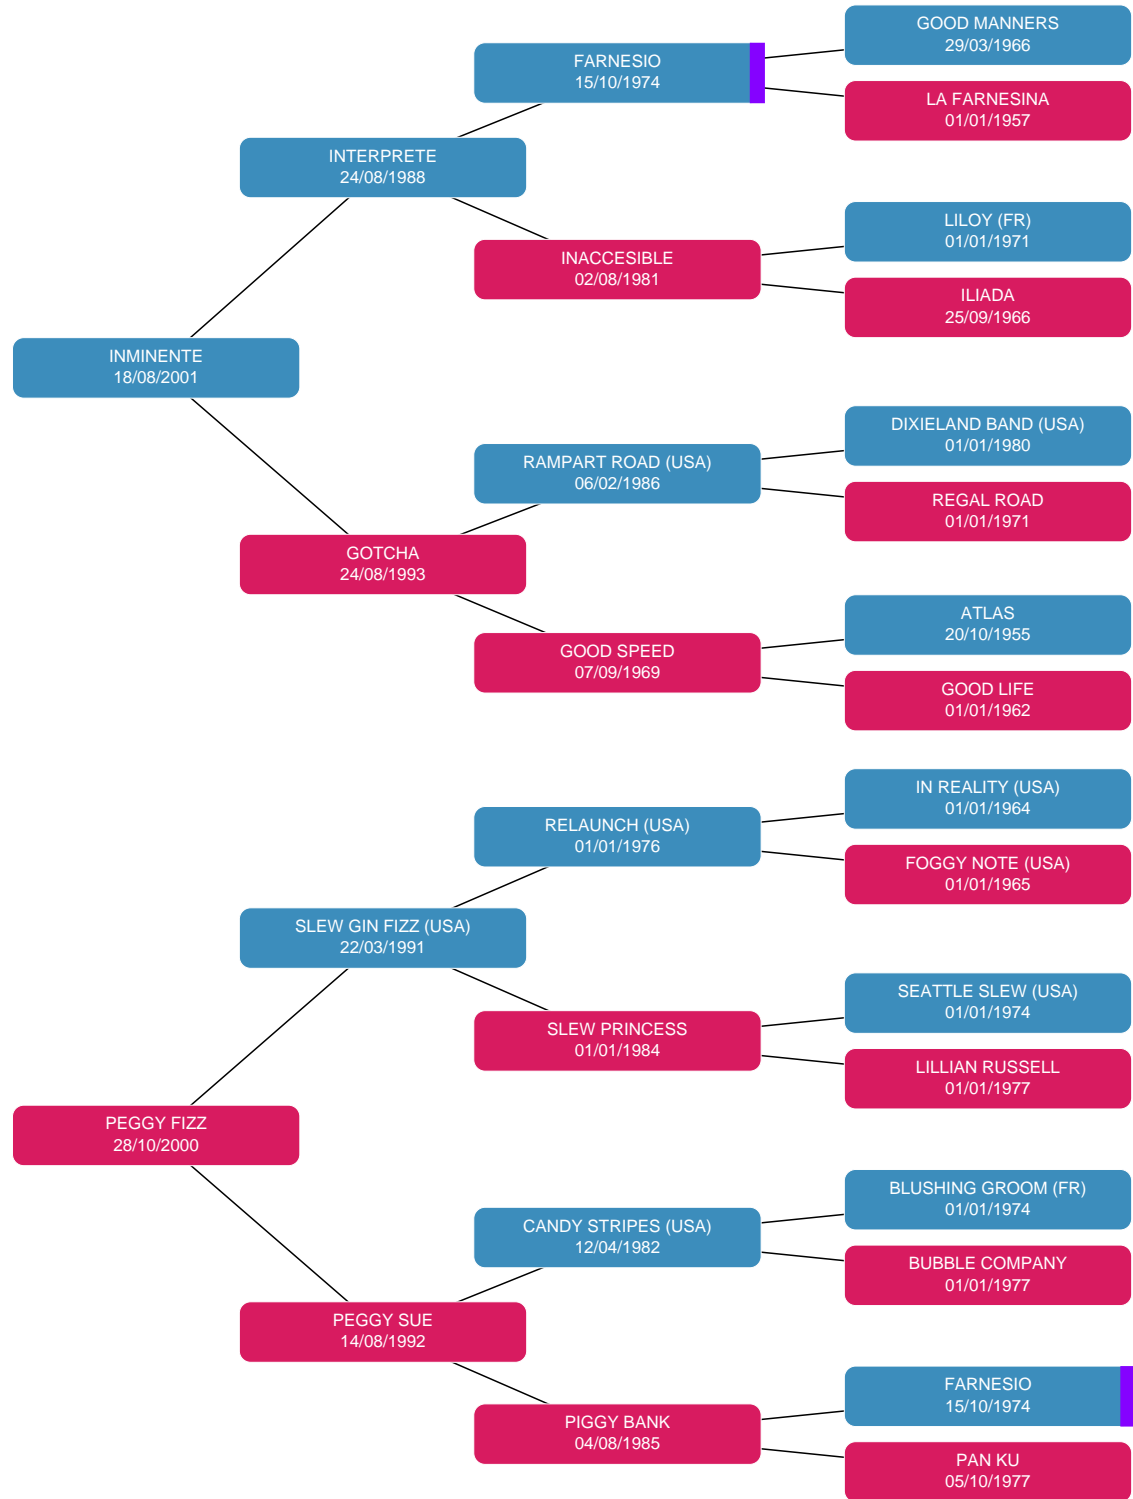 GOOD MANNERS
29/03/1966
FARNESIO
15/10/1974
LA FARNESINA
01/01/1957
INTERPRETE
24/08/1988
LILOY (FR)
01/01/1971
INACCESIBLE
02/08/1981
ILIADA
25/09/1966
INMINENTE
18/08/2001
DIXIELAND BAND (USA)
01/01/1980
RAMPART ROAD (USA)
06/02/1986
REGAL ROAD
01/01/1971
GOTCHA
24/08/1993
ATLAS
20/10/1955
GOOD SPEED
07/09/1969
GOOD LIFE
01/01/1962
IN REALITY (USA)
01/01/1964
RELAUNCH (USA)
01/01/1976
FOGGY NOTE (USA)
01/01/1965
SLEW GIN FIZZ (USA)
22/03/1991
SEATTLE SLEW (USA)
01/01/1974
SLEW PRINCESS
01/01/1984
LILLIAN RUSSELL
01/01/1977
PEGGY FIZZ
28/10/2000
BLUSHING GROOM (FR)
01/01/1974
CANDY STRIPES (USA)
12/04/1982
BUBBLE COMPANY
01/01/1977
PEGGY SUE
14/08/1992
FARNESIO
15/10/1974
PIGGY BANK
04/08/1985
PAN KU
05/10/1977